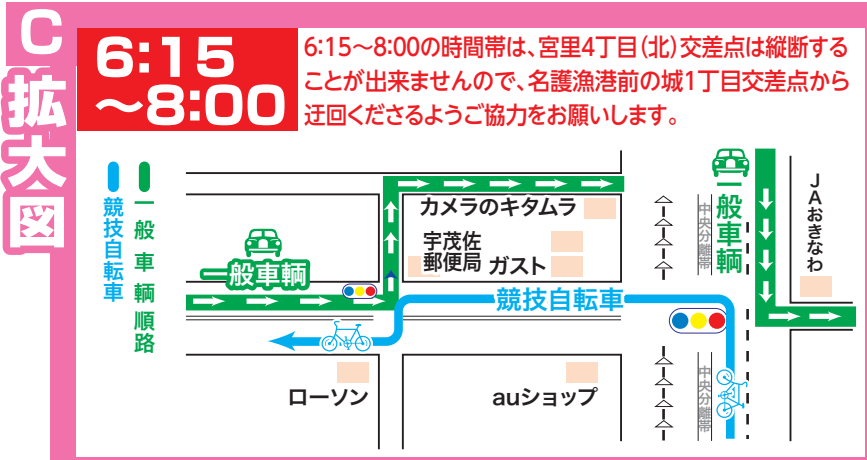 C
拡大図
6:15
～8:00
6:15～8:00の時間帯は、宮里4丁目（北）交差点は縦断する
ことが出来ませんので、名護漁港前の城1丁目交差点から
迂回くださるようご協力をお願いします。
競技自転車
一般車輌順路
一般車輌
カメラのキタムラ
宇茂佐
郵便局
ガスト
競技自転車
ローソン
auショップ
中央分離帯
一般車輌
JAおきなわ
中央分離帯